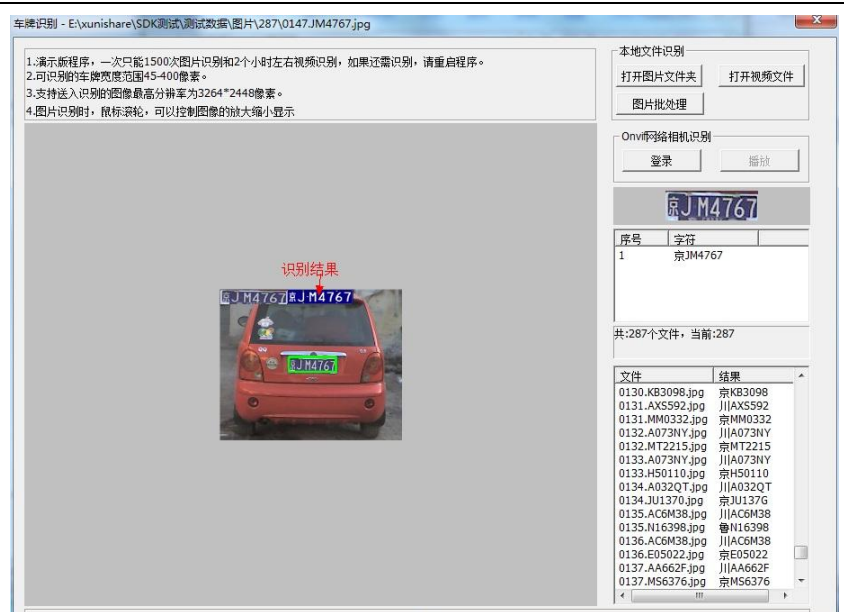 车牌识别 - E:\xunishare\SDK测试\测试数据\图片\287\0147.JM4767.jpg
1.演示版程序，一次只能1500次图片识别和2个小时左右视频识别，如果还需识别，请重启程序。
2.可识别的车牌宽度范围45-400像素。
3.支持送入识别的图像最高分辨率为3264*2448像素。
4.图片识别时，鼠标滚轮，可以控制图像的放大缩小显示
识别结果
京J M4767 京J·M4767
京J M4767
本地文件识别
打开图片文件夹 打开视频文件
图片批处理
Onvif网络相机识别
登录 播放
京J·M4767
序号 字符
1 京JM4767
共:287个文件，当前:287
文件 结果
0130.KB3098.jpg 京KB3098
0131.AXS592.jpg 川AXS592
0131.MM0332.jpg 京MM0332
0132.A073NY.jpg 川A073NY
0132.MT2215.jpg 京MT2215
0133.A073NY.jpg 川A073NY
0133.H50110.jpg 京H50110
0134.A032QT.jpg 川A032QT
0134.JU1370.jpg 京JU137G
0135.AC6M38.jpg 川AC6M38
0135.N16398.jpg 鲁N16398
0136.AC6M38.jpg 川AC6M38
0136.E05022.jpg 京E05022
0137.AA662F.jpg 川AA662F
0137.MS6376.jpg 京MS6376